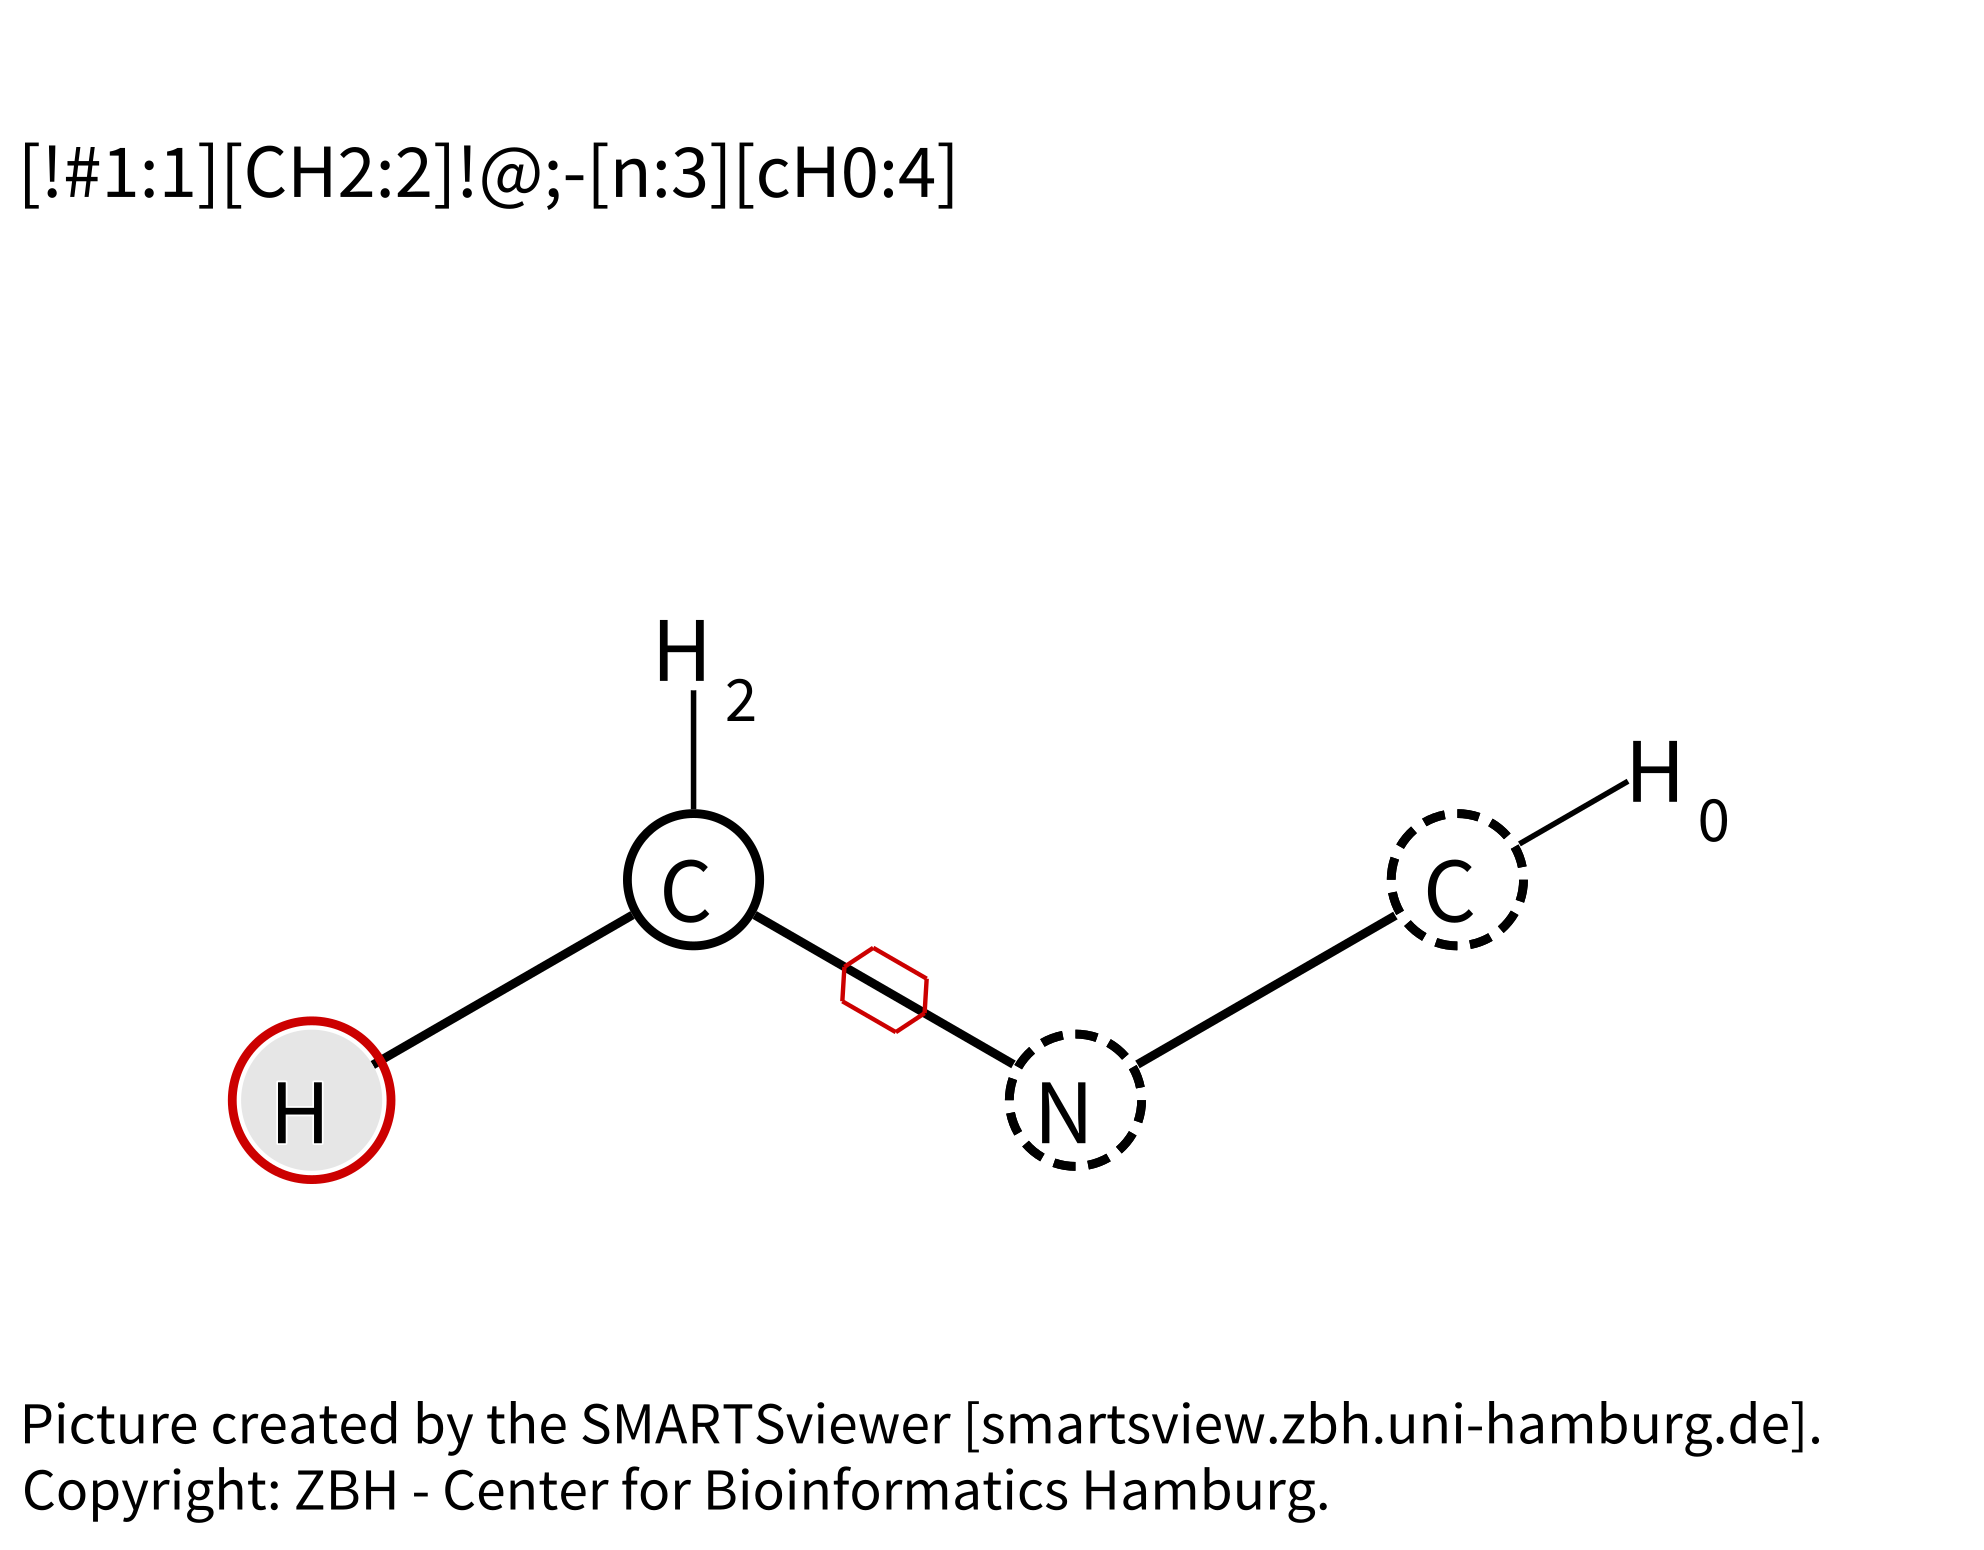 [!#1:1][CH2:2]!@;-[n:3][cH0:4]
H
2
H
0
C
C
H
N
Picture created by the SMARTSviewer [smartsview.zbh.uni-hamburg.de].
Copyright: ZBH - Center for Bioinformatics Hamburg.